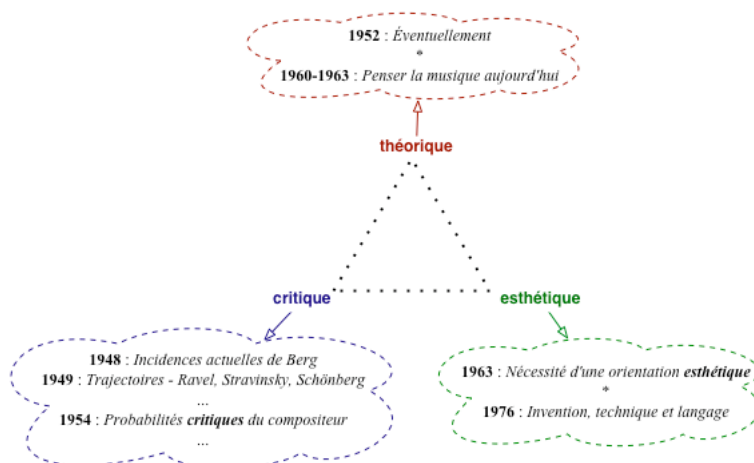 1952 : Éventuellement
*
1960-1963 : Penser la musique aujourd'hui
théorique
critique
esthétique
1948 : Incidences actuelles de Berg
1949 : Trajectoires - Ravel, Stravinsky, Schönberg
...
1954 : Probabilités critiques du compositeur
...
1963 : Nécessité d'une orientation esthétique
*
1976 : Invention, technique et langage